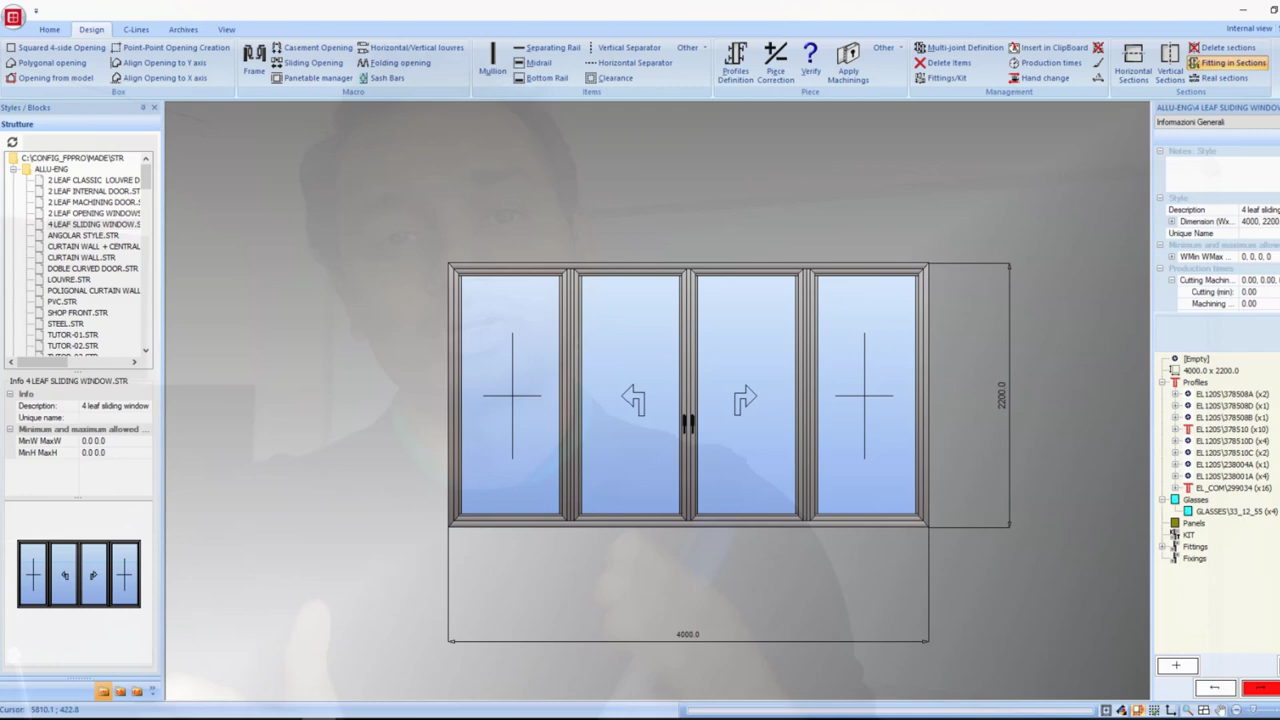 Internal view
Home Design C-Lines Archives View
Squared 4-side Opening Point-Point Opening Creation
Polygonal opening Align Opening to Y axis
Opening from model Align Opening to X axis
Box
Frame
Casement Opening Horizontal/Vertical louvres
Sliding Opening Folding opening
Panetable manager Sash Bars
Macro
Mullion
Separating Rail Vertical Separator Other
Midrail Horizontal Separator
Bottom Rail Clearance
Items
Profiles Definition
Piece Correction
Verify
Apply Machinings
Other
Piece
Multi-joint Definition Insert in ClipBoard
Delete Items Production times
Fittings/Kit Hand change
Management
Horizontal Sections
Vertical Sections
Delete sections
Fitting in Sections
Real sections
Sections
Styles / Blocks
Strutture
C:\CONFIG_FPPRO\MADE\STR
ALLU-ENG
2 LEAF CLASSIC LOUVRE D
2 LEAF INTERNAL DOOR.ST
2 LEAF MACHINING DOOR.
2 LEAF OPENING WINDOWS
4 LEAF SLIDING WINDOW.S
ANGOLAR STYLE.STR
CURTAIN WALL + CENTRAL
CURTAIN WALL.STR
DOBLE CURVED DOOR.STR
LOUVRE.STR
POLIGONAL CURTAIN WALL
PVC.STR
SHOP FRONT.STR
STEEL.STR
TUTOR-01.STR
TUTOR-02.STR
Info 4 LEAF SLIDING WINDOW.STR
Info
Description: 4 leaf sliding window
Unique name:
Minimum and maximum allowed
MinW MaxW 0.0 0.0
MinH MaxH 0.0 0.0
2200.0
4000.0
ALLU-ENG\4 LEAF SLIDING WINDOW
Informazioni Generali
Notes: Style
Style
Description 4 leaf sliding
Dimension (Wx... 4000, 2200
Unique Name
Minimum and maximum allowed
WMin WMax ... 0, 0, 0, 0
Production times
Cutting Machin... 0.00, 0.00,
Cutting (min): 0.00
Machining ... 0.00
[Empty]
4000.0 x 2200.0
Profiles
EL120S\378508A (x2)
EL120S\378508D (x1)
EL120S\378508B (x1)
EL120S\378510 (x10)
EL120S\378510D (x4)
EL120S\378510C (x2)
EL120S\238004A (x1)
EL120S\238001A (x4)
EL_COM\299034 (x16)
Glasses
GLASSES\33_12_55 (x4)
Panels
KIT
Fittings
Fixings
Cursor: 5810.1 ; 422.8